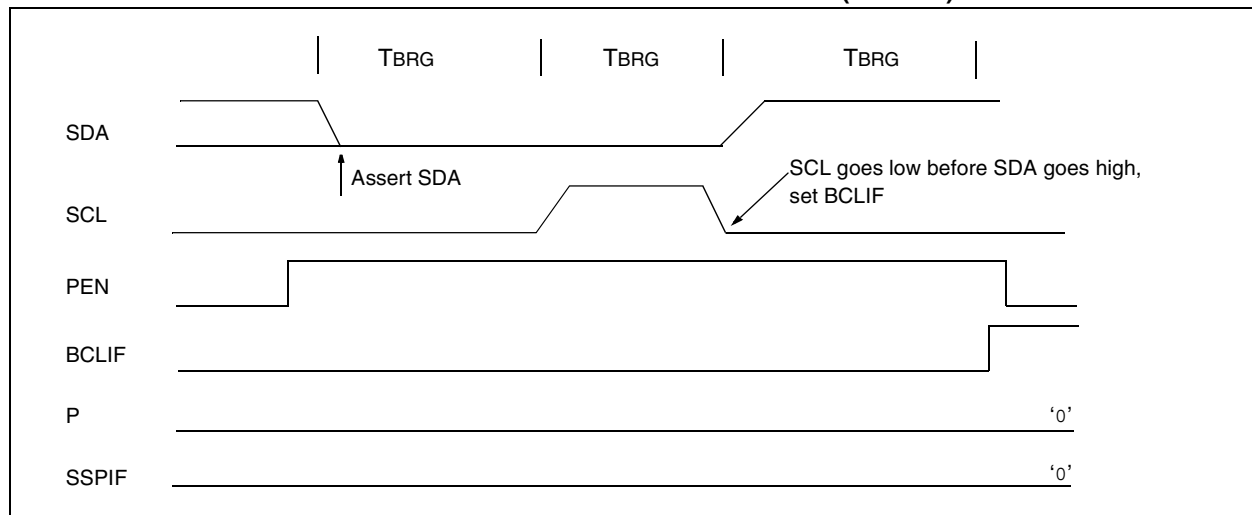 TBRG TBRG TBRG
SDA
Assert SDA
SCL goes low before SDA goes high,
set BCLIF
SCL
PEN
BCLIF
P '0'
SSPIF '0'